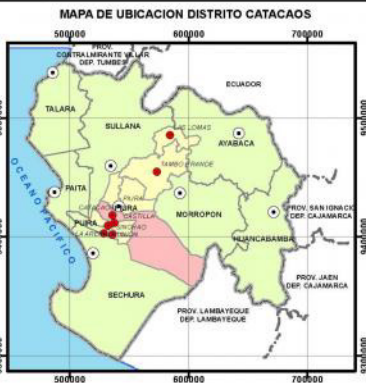 MAPA DE UBICACION DISTRITO CATACAOS
500000 600000 700000
PROV.
CONTRALMIRANTE VILLAR
DEP. TUMBES
ECUADOR
TALARA
SULLANA
LAS LOMAS
AYABACA
TAMBO GRANDE
OCEANO PACIFICO
PAITA
PIURA
CASTILLA
MORROPON
PROV. SAN IGNACIO
DEP. CAJAMARCA
PIURA
HUANCABAMBA
SECHURA
PROV. JAEN
DEP. CAJAMARCA
PROV. LAMBAYEQUE
DEP. LAMBAYEQUE
500000 600000 700000